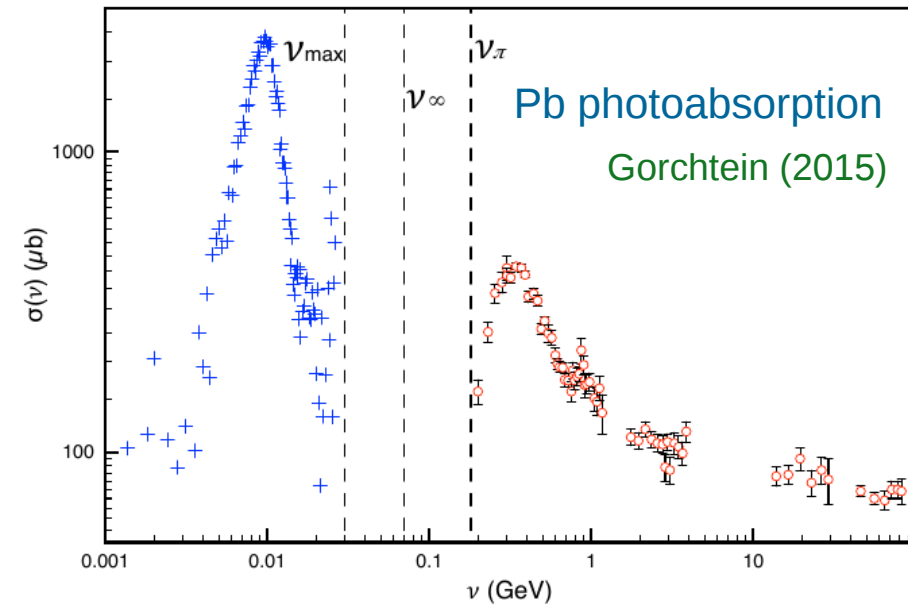 νmax
νπ
ν∞
Pb photoabsorption
Gorchtein (2015)
1000
100
σ(ν) (μb)
0.001
0.01
0.1
1
10
ν (GeV)